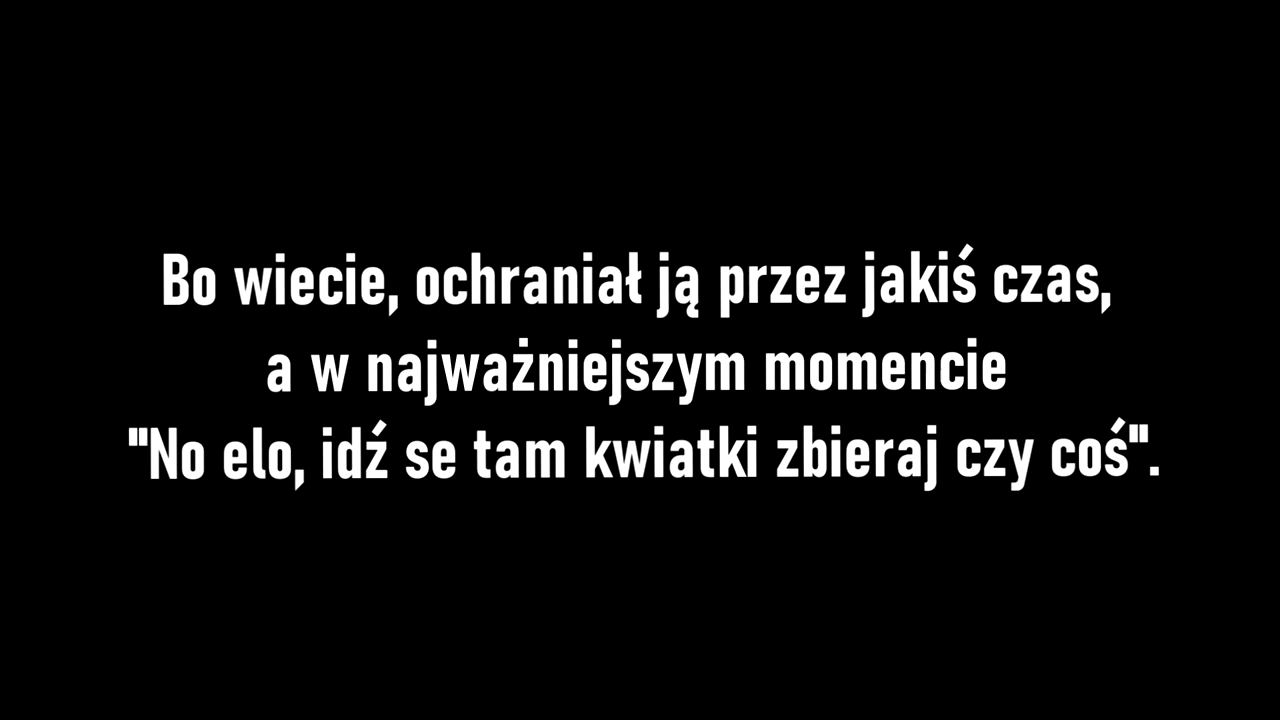 Bo wiecie, ochraniał ją przez jakiś czas,
a w najważniejszym momencie
"No elo, idź se tam kwiatki zbieraj czy coś".